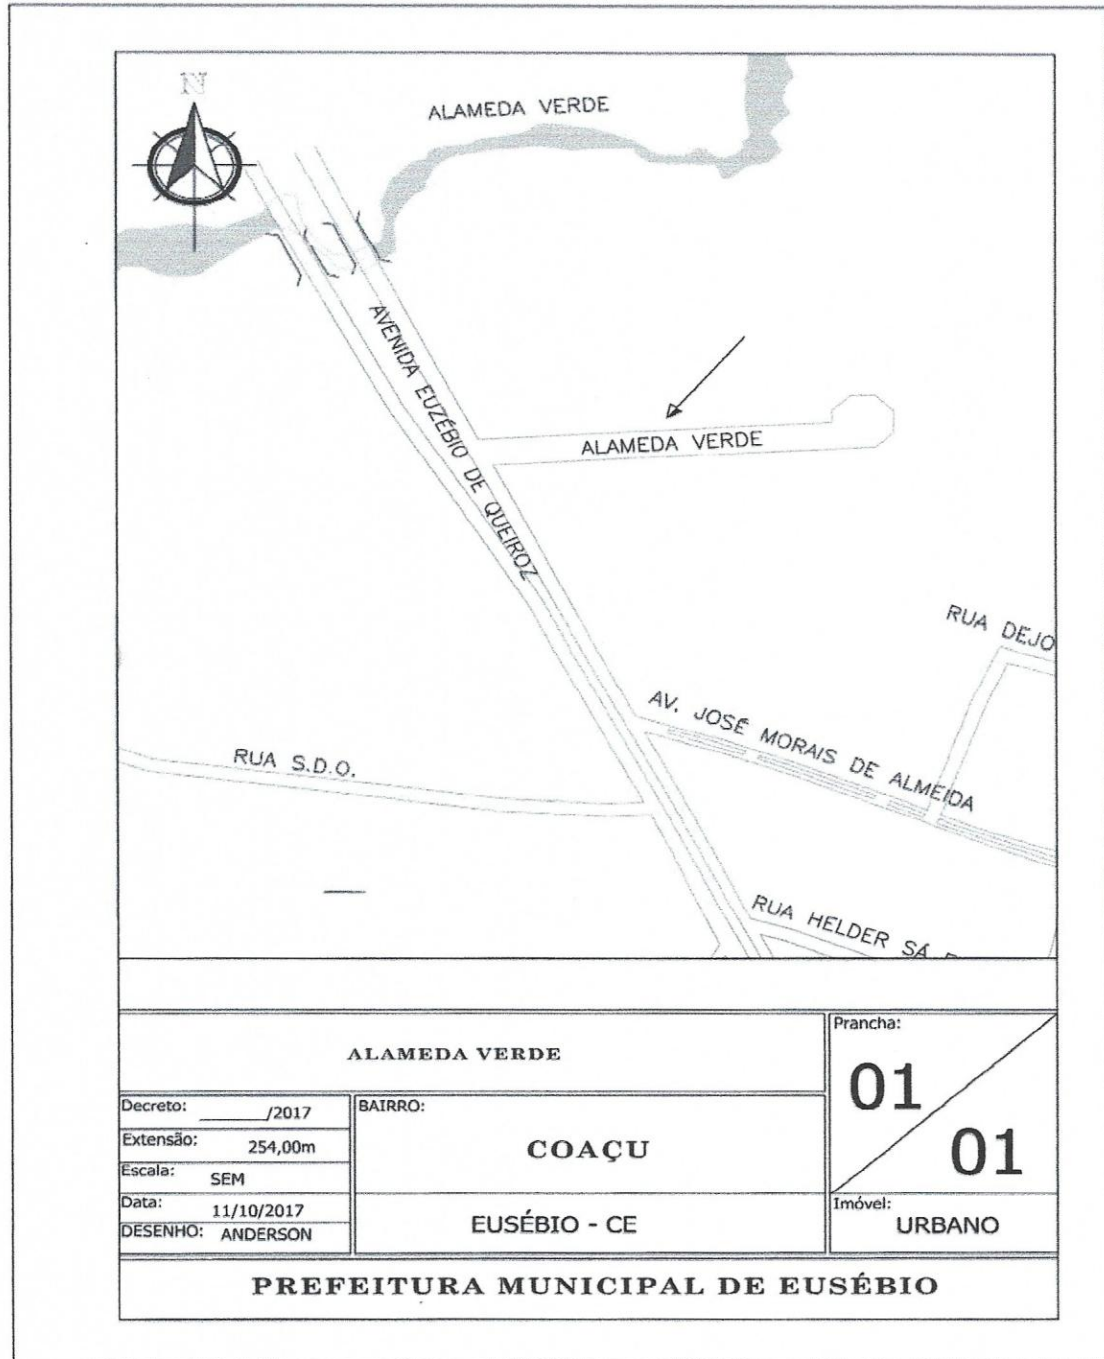 N
ALAMEDA VERDE
AVENIDA EUZÉBIO DE QUEIROZ
ALAMEDA VERDE
RUA DEJO
AV. JOSÉ MORAIS DE ALMEIDA
RUA S.D.O.
RUA HELDER SÁ
ALAMEDA VERDE
Prancha:
01
01
Decreto: ______/2017
Extensão: 254,00m
Escala: SEM
Data: 11/10/2017
DESENHO: ANDERSON
BAIRRO:
COAÇU
EUSÉBIO - CE
Imóvel:
URBANO
PREFEITURA MUNICIPAL DE EUSÉBIO